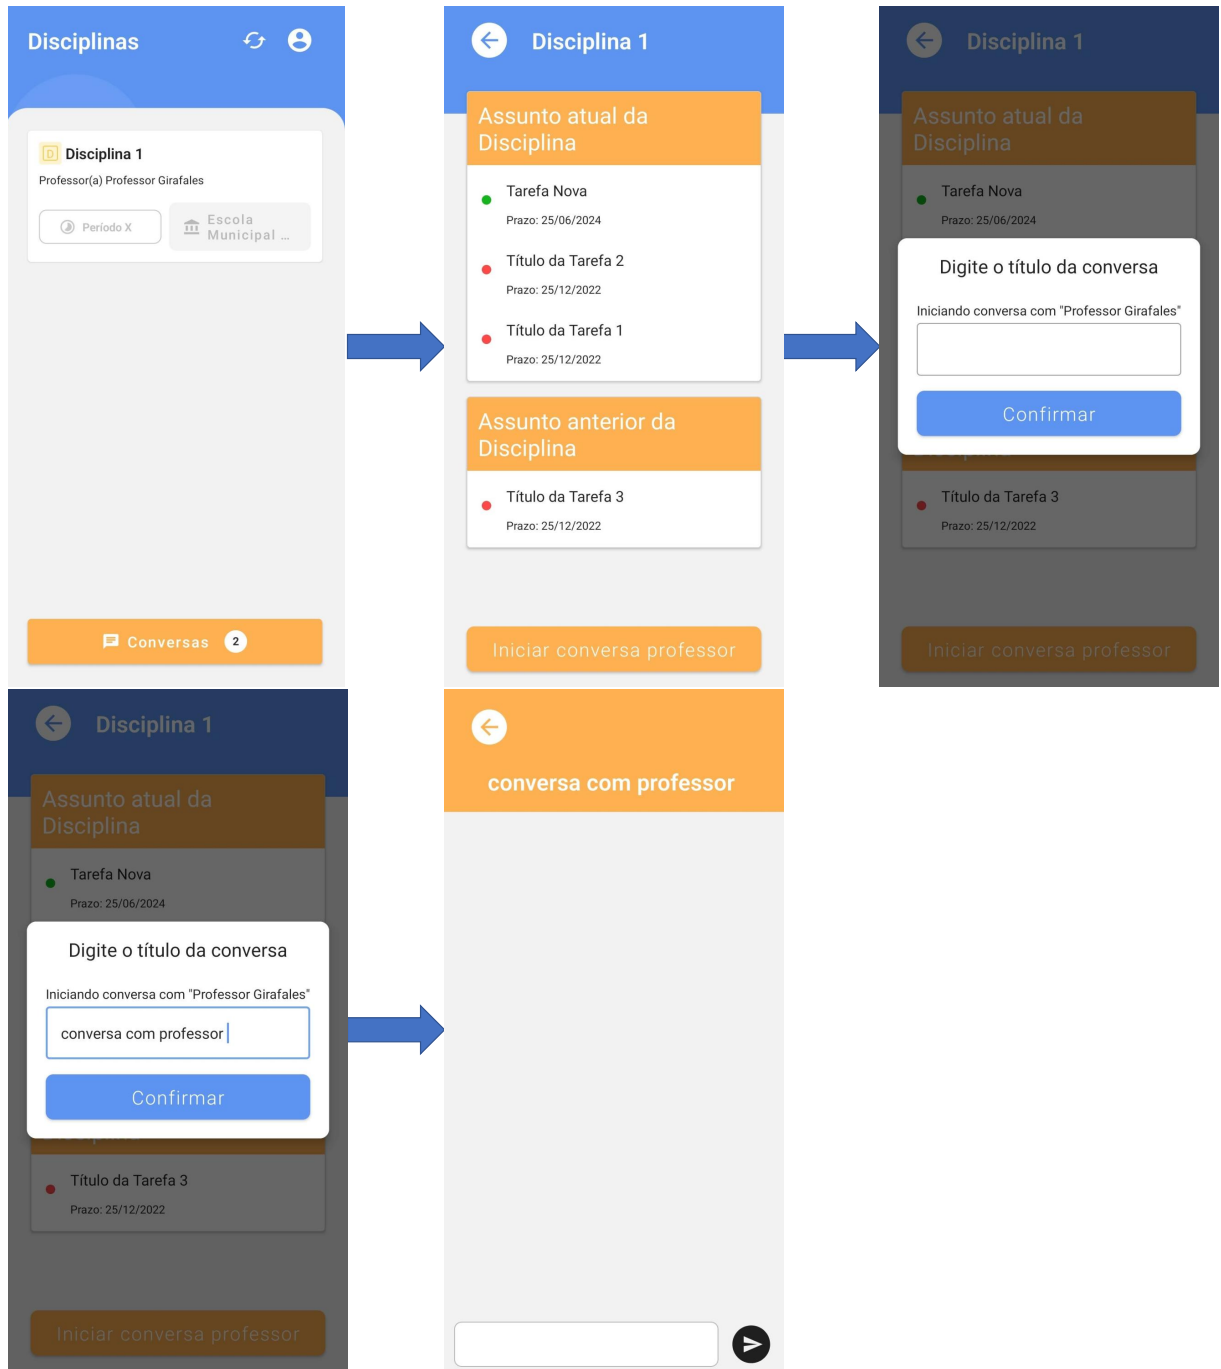 Disciplinas
D Disciplina 1
Professor(a) Professor Girafales
Período X
Escola
Municipal ...
Conversas 2
Disciplina 1
Assunto atual da
Disciplina
Tarefa Nova
Prazo: 25/06/2024
Título da Tarefa 2
Prazo: 25/12/2022
Título da Tarefa 1
Prazo: 25/12/2022
Assunto anterior da
Disciplina
Título da Tarefa 3
Prazo: 25/12/2022
Iniciar conversa professor
Disciplina 1
Assunto atual da
Disciplina
Tarefa Nova
Prazo: 25/06/2024
Digite o título da conversa
Iniciando conversa com "Professor Girafales"
Confirmar
Título da Tarefa 3
Prazo: 25/12/2022
Iniciar conversa professor
Disciplina 1
Assunto atual da
Disciplina
Tarefa Nova
Prazo: 25/06/2024
Digite o título da conversa
Iniciando conversa com "Professor Girafales"
conversa com professor
Confirmar
Título da Tarefa 3
Prazo: 25/12/2022
Iniciar conversa professor
conversa com professor